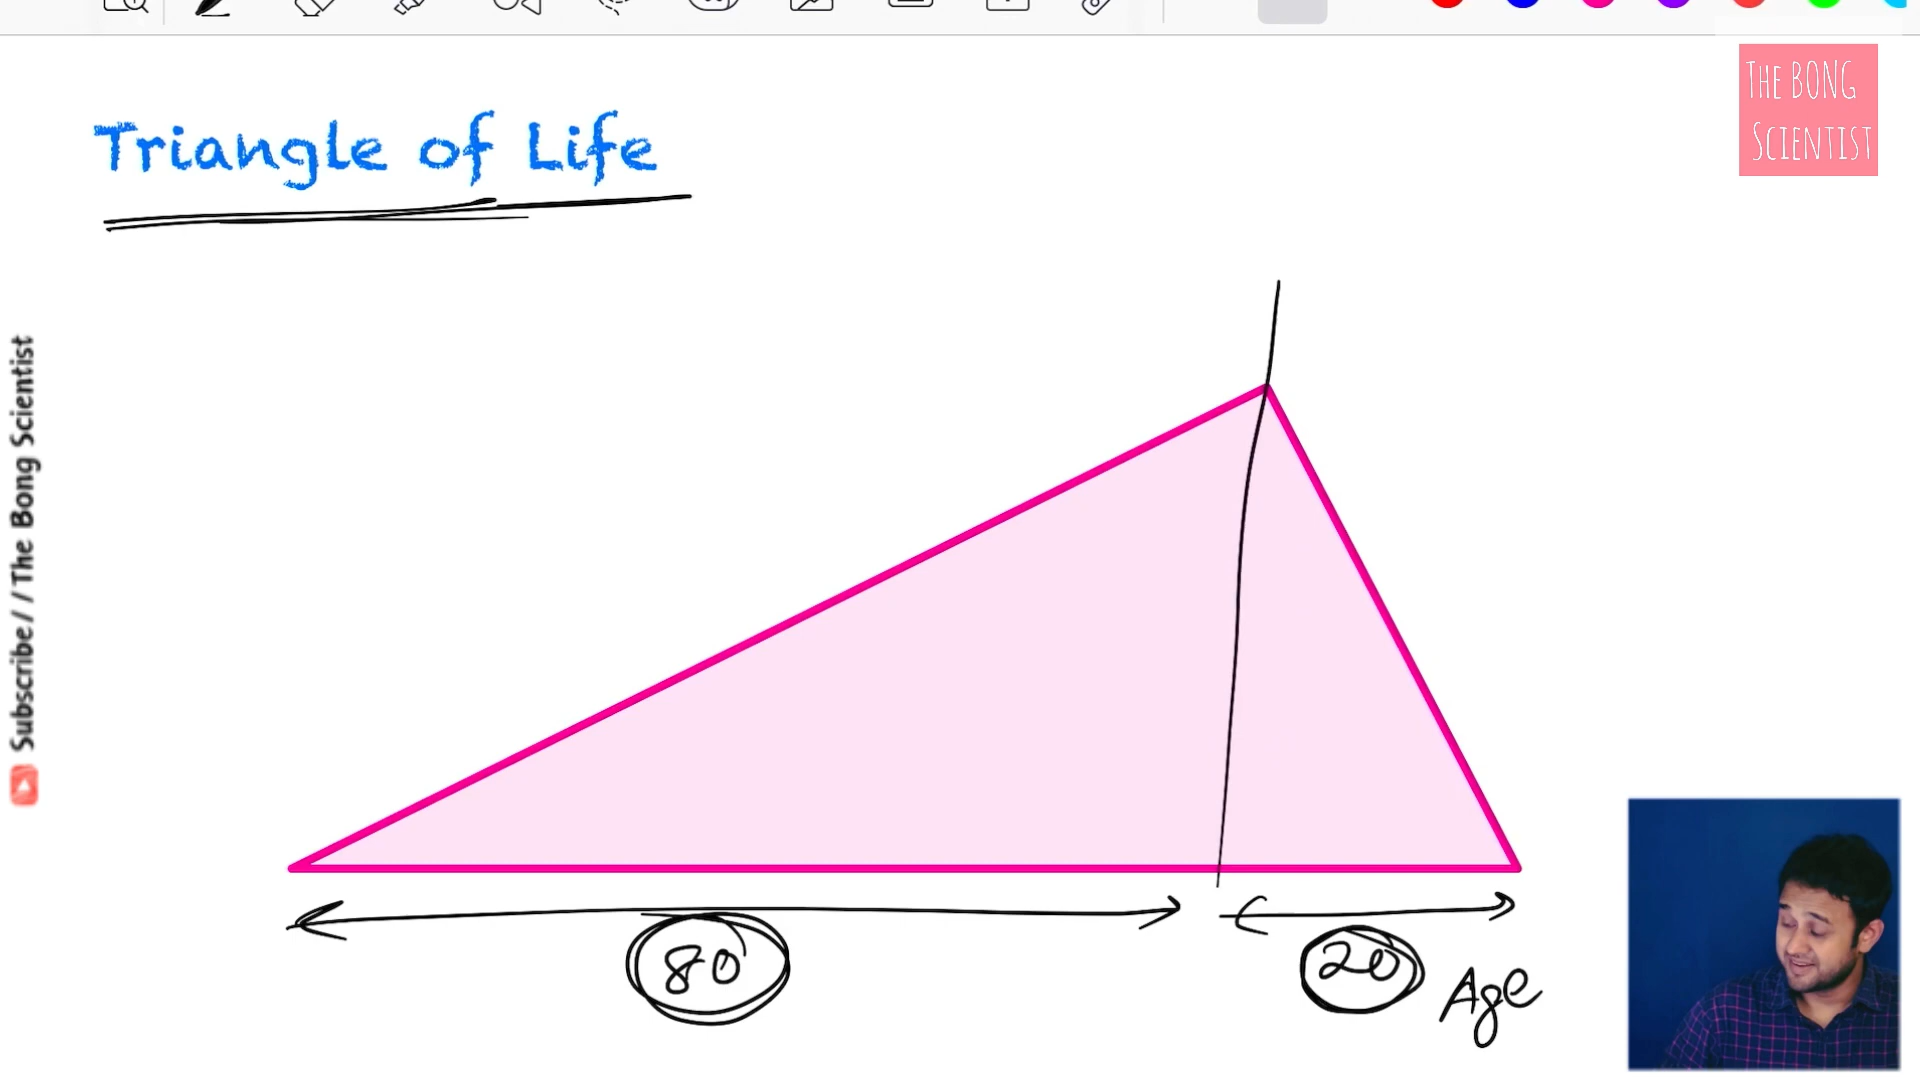 Triangle of Life
THE BONG
SCIENTIST
Subscribe//The Bong Scientist
80
20
Age